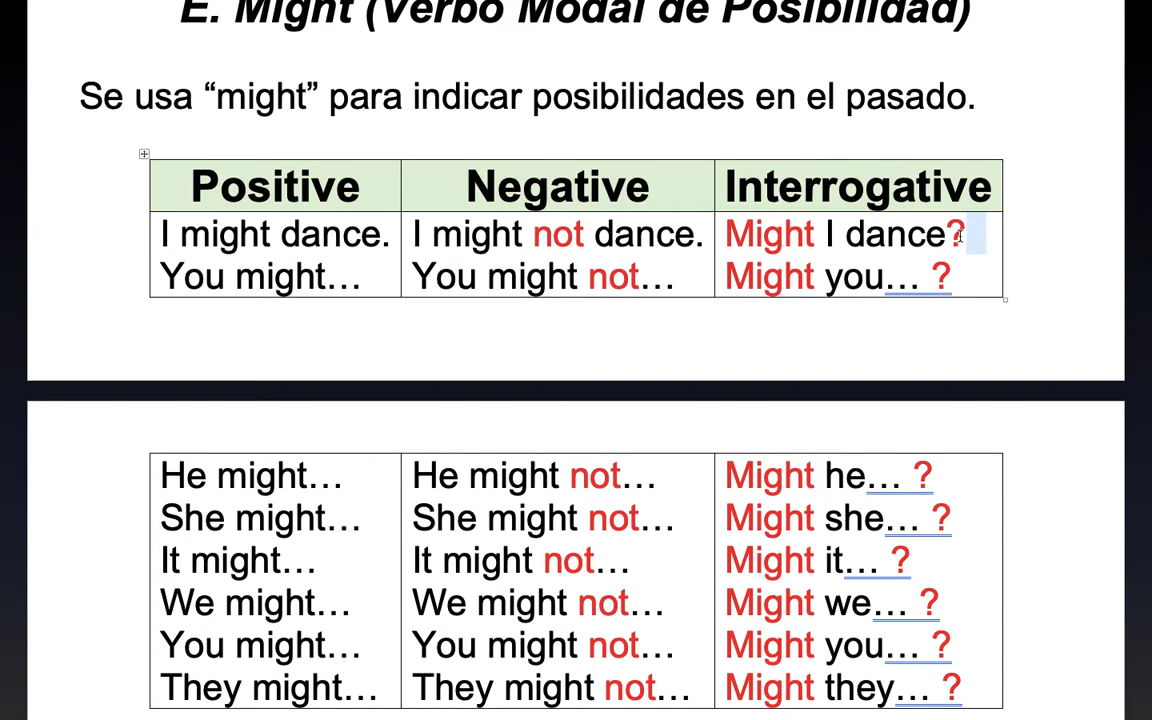 E. Might (Verbo Modal de Posibilidad)
Se usa “might” para indicar posibilidades en el pasado.
Positive Negative Interrogative
I might dance. I might not dance. Might I dance?
You might… You might not… Might you… ?
He might… He might not… Might he… ?
She might… She might not… Might she… ?
It might… It might not… Might it… ?
We might… We might not… Might we… ?
You might… You might not… Might you… ?
They might… They might not… Might they… ?